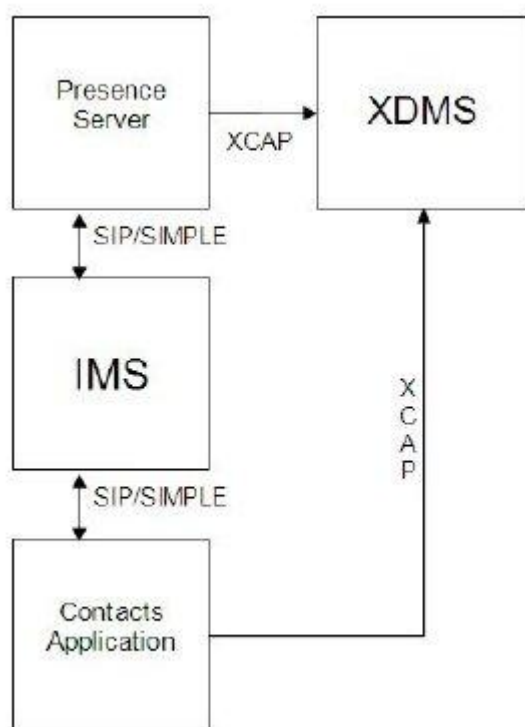 Presence
Server
XDMS
XCAP
SIP/SIMPLE
IMS
X
C
A
P
SIP/SIMPLE
Contacts
Application